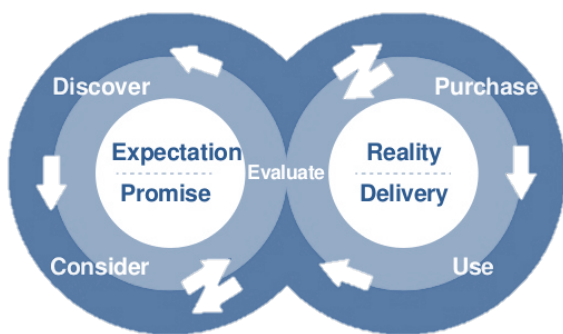 Discover
Purchase
Expectation
Promise
Evaluate
Reality
Delivery
Consider
Use